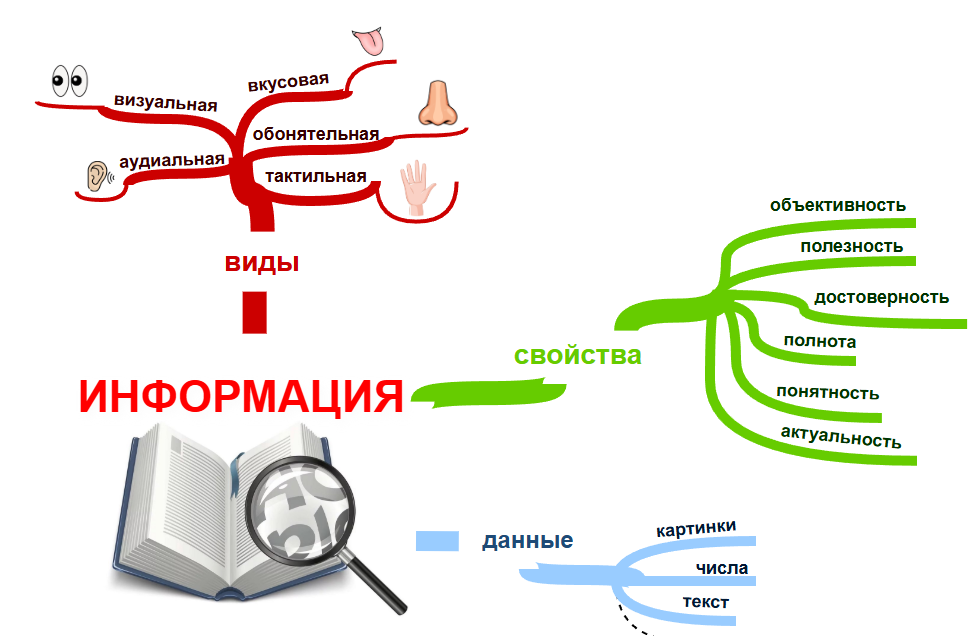 вкусовая
визуальная
обонятельная
аудиальная
тактильная
виды
ИНФОРМАЦИЯ
свойства
объективность
полезность
достоверность
полнота
понятность
актуальность
данные
картинки
числа
текст